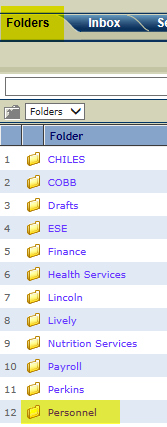 Folders Inbox
Folders
Folder
1 CHILES
2 COBB
3 Drafts
4 ESE
5 Finance
6 Health Services
7 Lincoln
8 Lively
9 Nutrition Services
10 Payroll
11 Perkins
12 Personnel